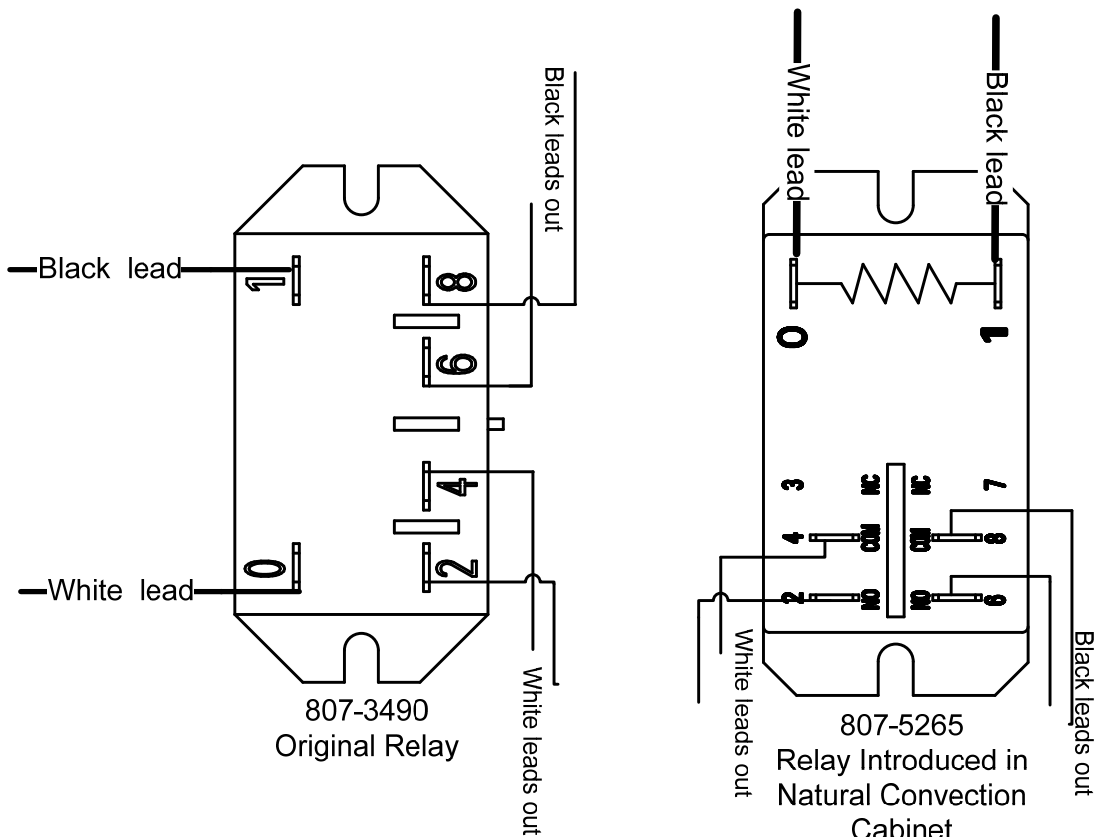 Black leads out
Black lead
1
8
6
4
0
2
White lead
White leads out
807-3490
Original Relay
White lead
Black lead
0
1
3 NC NC 7
4 COM COM 8
2 NO NO 6
White leads out
Black leads out
807-5265
Relay Introduced in
Natural Convection
Cabinet